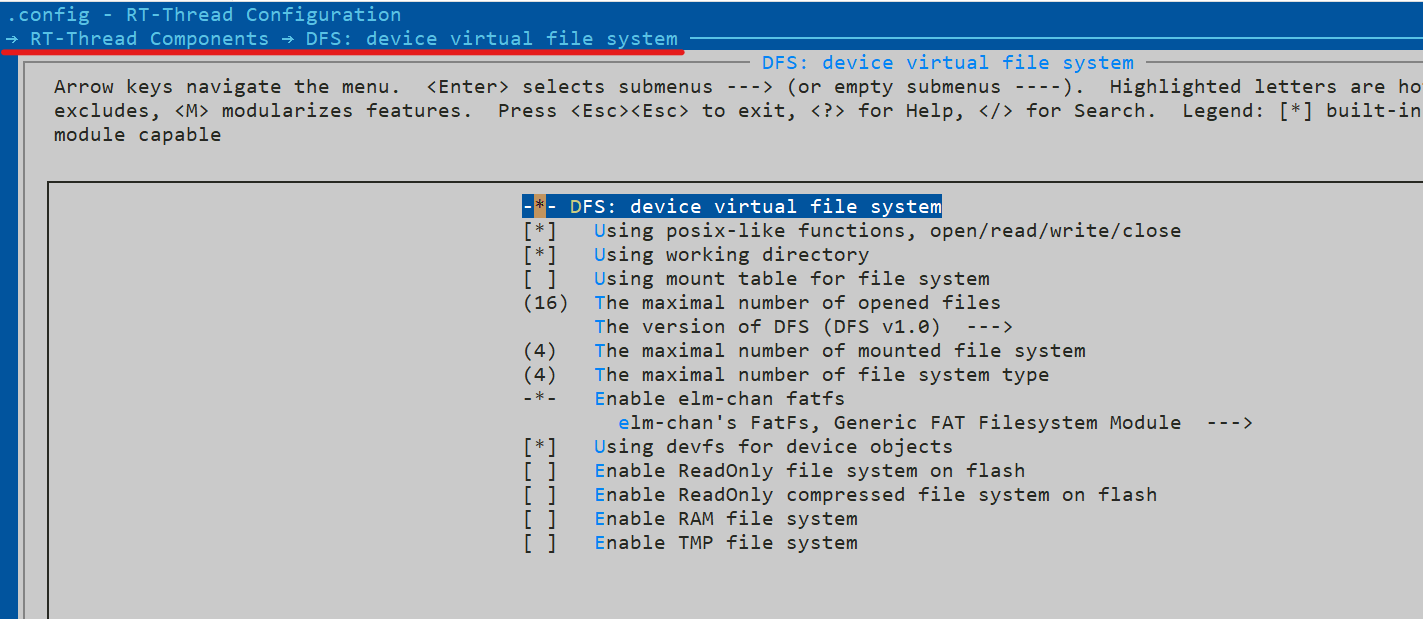 .config - RT-Thread Configuration
→ RT-Thread Components → DFS: device virtual file system
DFS: device virtual file system
Arrow keys navigate the menu.  <Enter> selects submenus ---> (or empty submenus ----).  Highlighted letters are ho
excludes, <M> modularizes features.  Press <Esc><Esc> to exit, <?> for Help, </> for Search.  Legend: [*] built-in
module capable
-*- DFS: device virtual file system
[*]   Using posix-like functions, open/read/write/close
[*]   Using working directory
[ ]   Using mount table for file system
(16)  The maximal number of opened files
The version of DFS (DFS v1.0)  --->
(4)   The maximal number of mounted file system
(4)   The maximal number of file system type
-*-   Enable elm-chan fatfs
elm-chan's FatFs, Generic FAT Filesystem Module  --->
[*]   Using devfs for device objects
[ ]   Enable ReadOnly file system on flash
[ ]   Enable ReadOnly compressed file system on flash
[ ]   Enable RAM file system
[ ]   Enable TMP file system